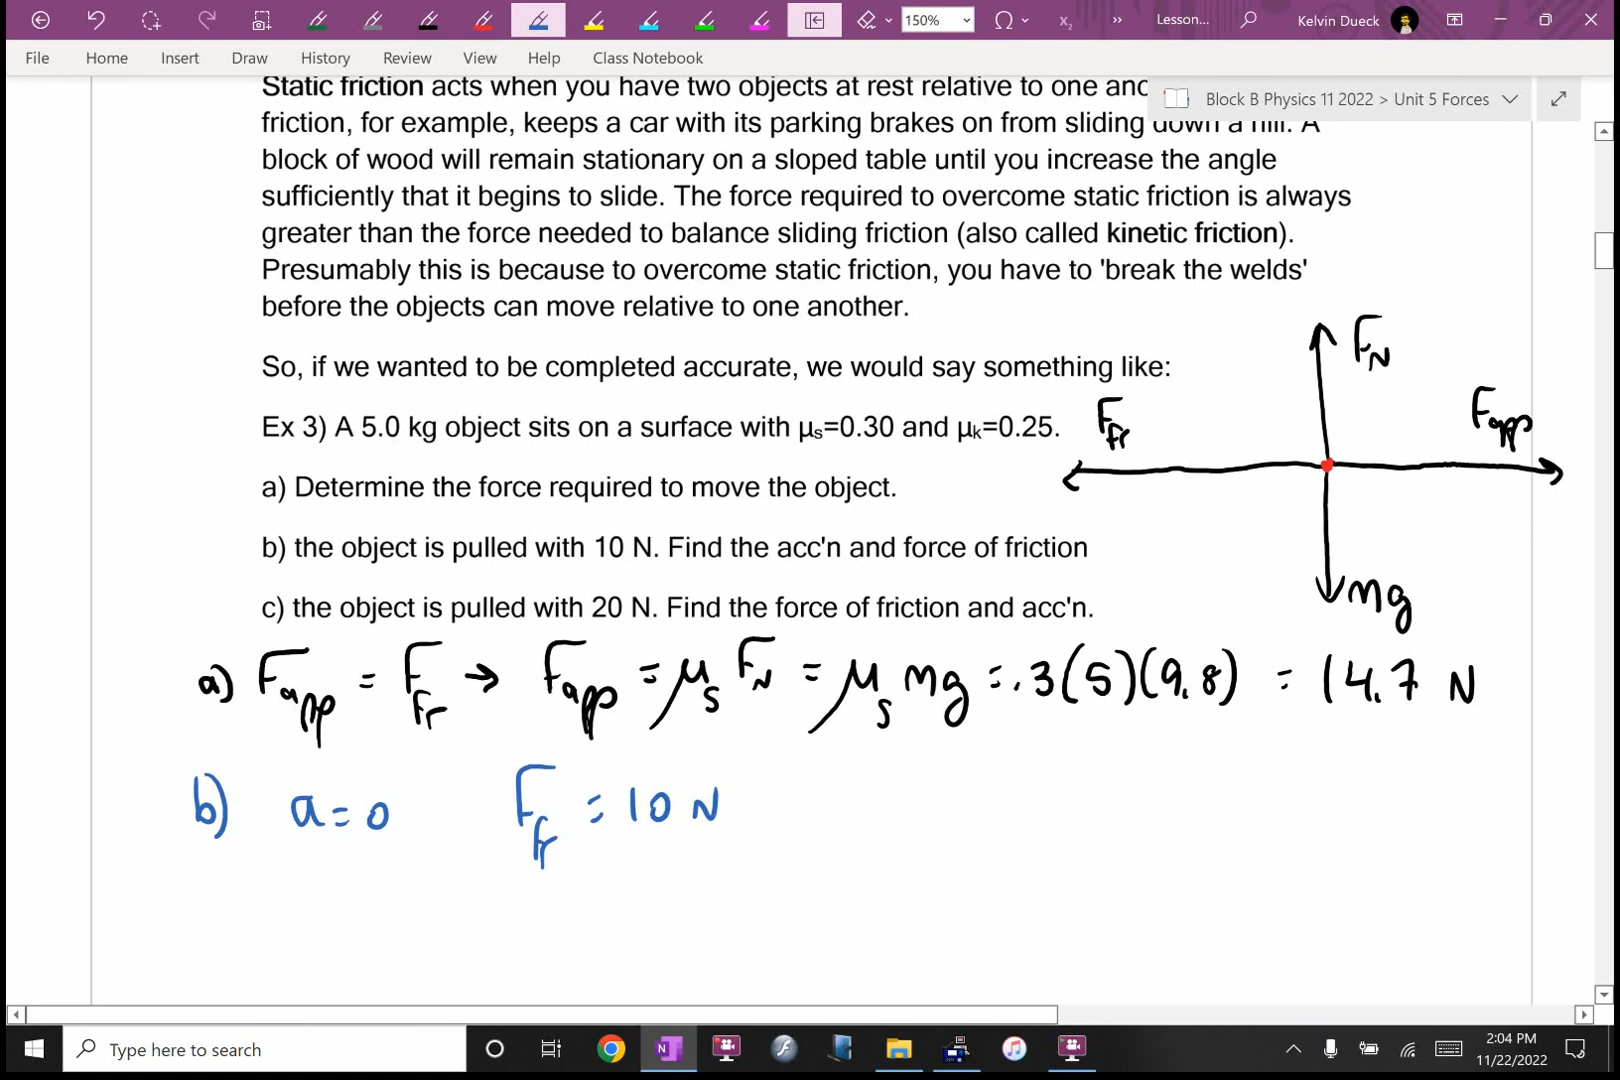 150%
Lesson...
Kelvin Dueck
File Home Insert Draw History Review View Help Class Notebook
Block B Physics 11 2022 > Unit 5 Forces
Static friction acts when you have two objects at rest relative to one
friction, for example, keeps a car with its parking brakes on from sliding down a hill. A
block of wood will remain stationary on a sloped table until you increase the angle
sufficiently that it begins to slide. The force required to overcome static friction is always
greater than the force needed to balance sliding friction (also called kinetic friction).
Presumably this is because to overcome static friction, you have to 'break the welds'
before the objects can move relative to one another.
So, if we wanted to be completed accurate, we would say something like:
Ex 3) A 5.0 kg object sits on a surface with μs=0.30 and μk=0.25.
a) Determine the force required to move the object.
b) the object is pulled with 10 N. Find the acc'n and force of friction
c) the object is pulled with 20 N. Find the force of friction and acc'n.
FN
Ffr
Fapp
mg
a) Fapp = Ffr → Fapp = μs FN = μs mg = .3(5)(9.8) = 14.7 N
b) a = 0 Ffr = 10 N
Type here to search
2:04 PM
11/22/2022